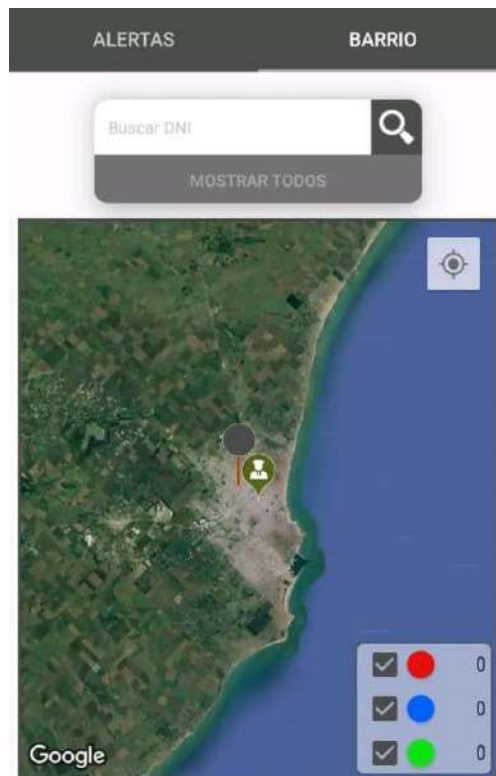 ALERTAS BARRIO
Buscar DNI
MOSTRAR TODOS
0
0
0
Google